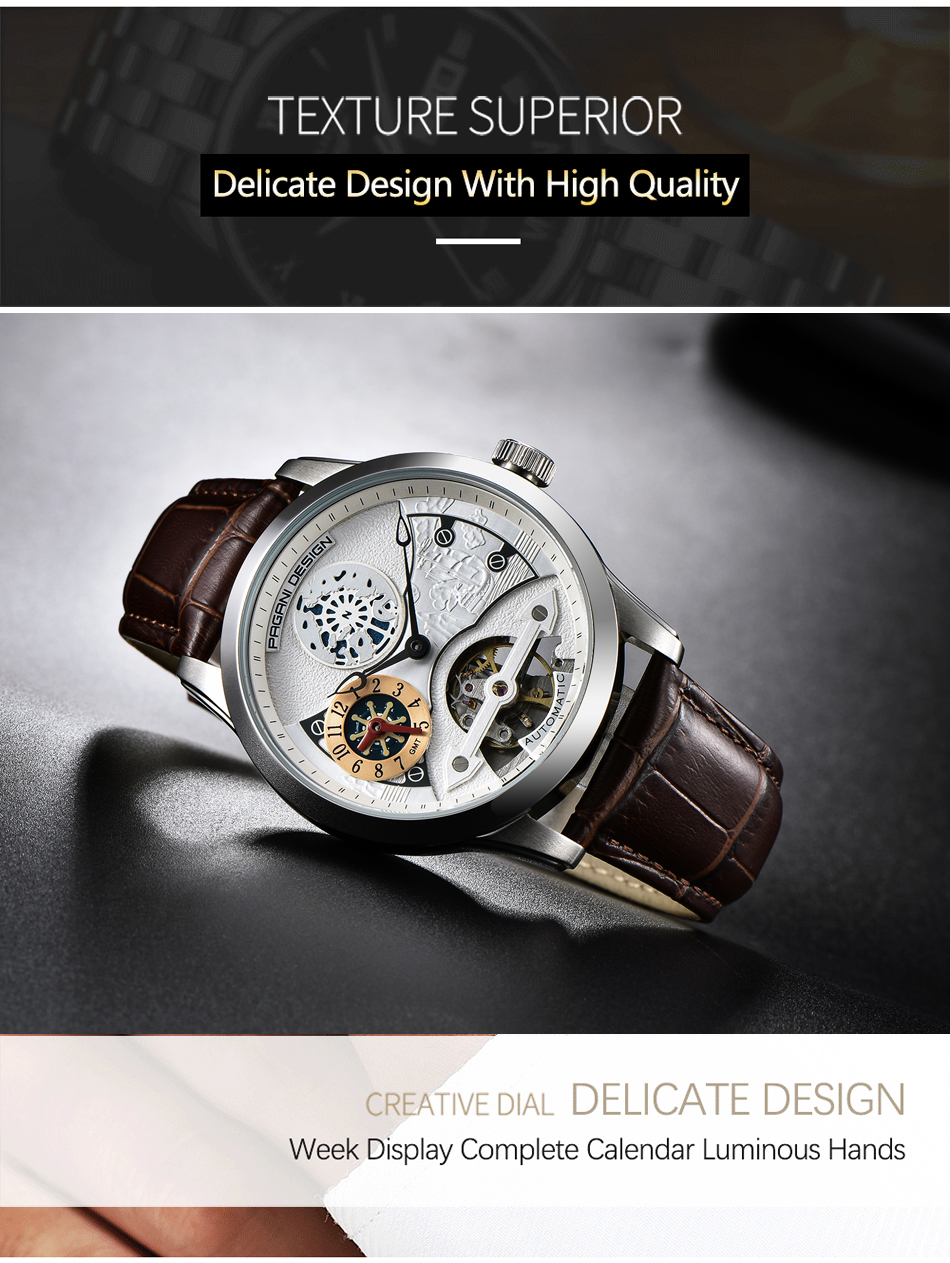 TEXTURE SUPERIOR
Delicate Design With High Quality
PAGANI DESIGN
N
12 1 2 3 4 5 6 7 8 9 10 11
GMT
AUTOMATIC
CREATIVE DIAL DELICATE DESIGN
Week Display Complete Calendar Luminous Hands